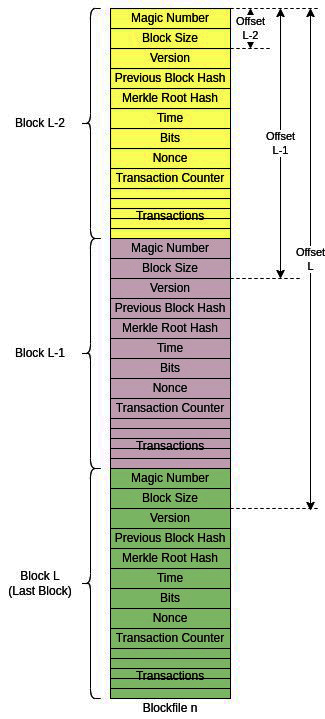 Magic Number
Block Size
Version
Previous Block Hash
Merkle Root Hash
Time
Bits
Nonce
Transaction Counter
Transactions
Block L-2
Offset
L-2
Offset
L-1
Offset
L
Magic Number
Block Size
Version
Previous Block Hash
Merkle Root Hash
Time
Bits
Nonce
Transaction Counter
Transactions
Block L-1
Magic Number
Block Size
Version
Previous Block Hash
Merkle Root Hash
Time
Bits
Nonce
Transaction Counter
Transactions
Block L
(Last Block)
Blockfile n